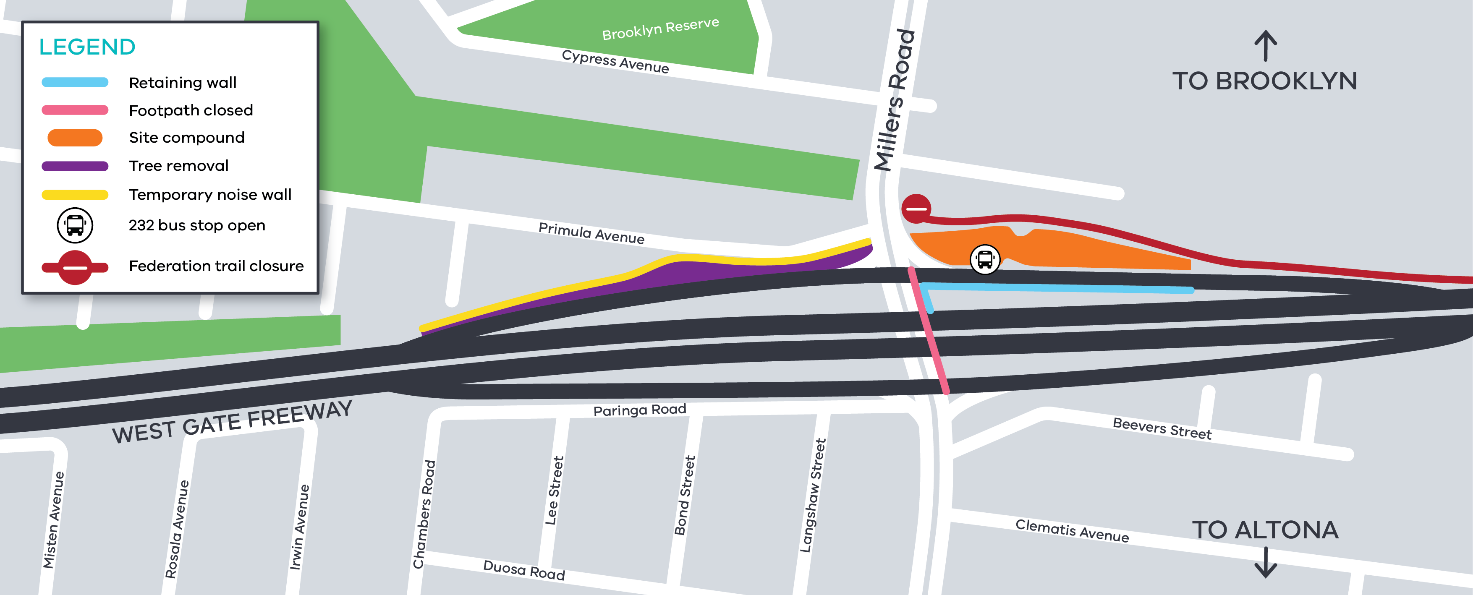 LEGEND
Retaining wall
Footpath closed
Site compound
Tree removal
Temporary noise wall
232 bus stop open
Federation trail closure
Brooklyn Reserve
Cypress Avenue
Millers Road
TO BROOKLYN
Primula Avenue
WEST GATE FREEWAY
Paringa Road
Beevers Street
Misten Avenue
Rosala Avenue
Irwin Avenue
Chambers Road
Lee Street
Bond Street
Langshaw Street
Clematis Avenue
TO ALTONA
Duosa Road